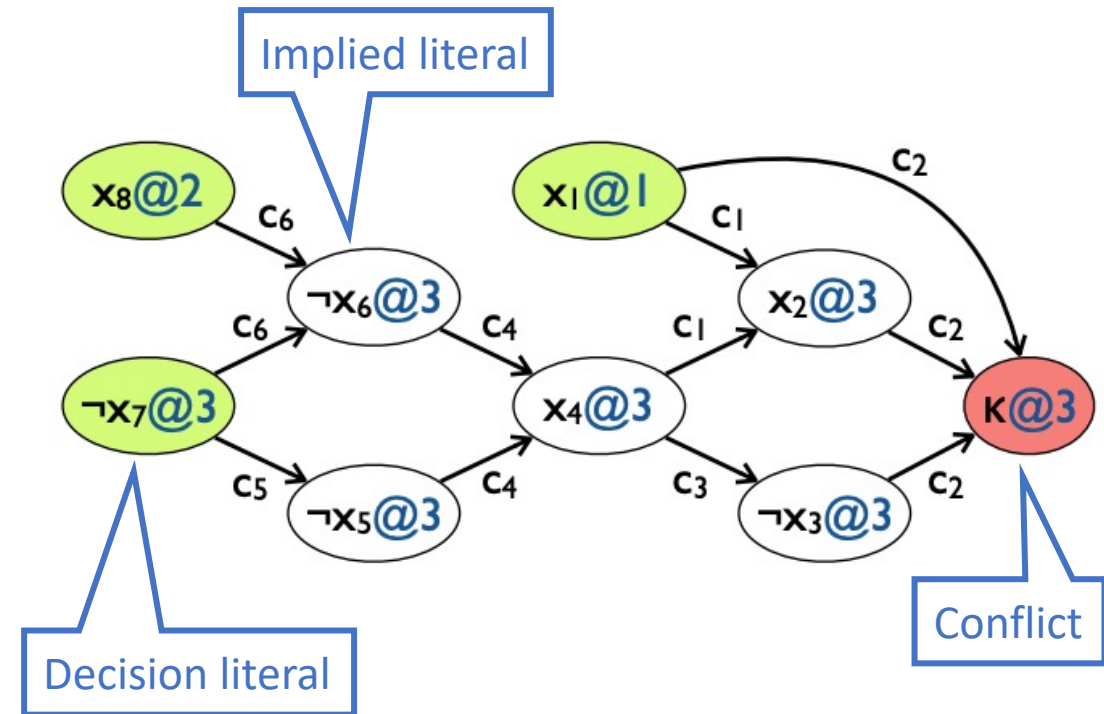 Implied literal
x₈@2
x₁@1
c₂
c₆
c₁
¬x₆@3
x₂@3
c₆
c₄
c₁
c₂
¬x₇@3
x₄@3
K@3
c₅
c₄
c₃
c₂
¬x₅@3
¬x₃@3
Decision literal
Conflict